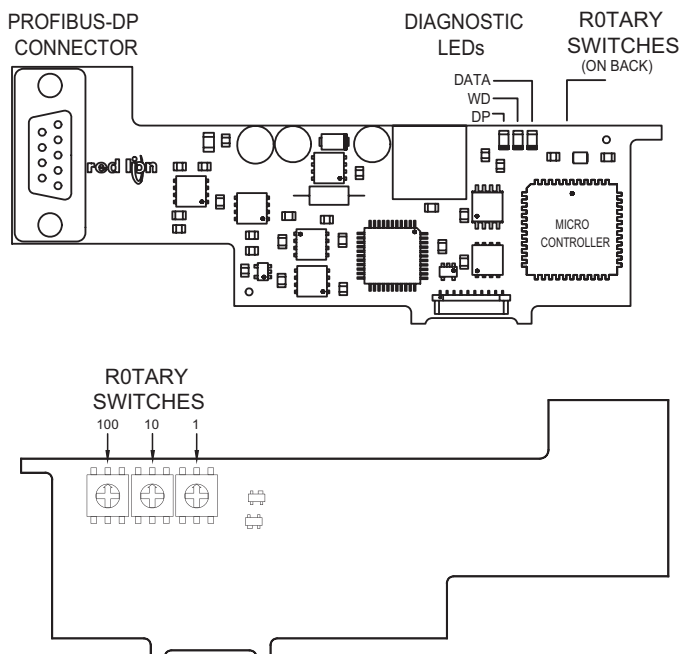 PROFIBUS-DP
CONNECTOR
DIAGNOSTIC
LEDs
R0TARY
SWITCHES
(ON BACK)
DATA
WD
DP
red lion
MICRO
CONTROLLER
R0TARY
SWITCHES
100 10 1